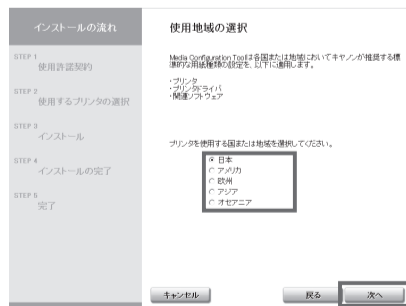 インストールの流れ
STEP 1
使用許諾契約
STEP 2
使用するプリンタの選択
STEP 3
インストール
STEP 4
インストールの完了
STEP 5
完了
使用地域の選択
Media Configuration Toolは各国または地域においてキヤノンが推奨する標
準的な用紙種類の設定を、以下に適用します。
・プリンタ
・プリンタドライバ
・関連ソフトウェア
プリンタを使用する国または地域を選択してください。
日本
アメリカ
欧州
アジア
オセアニア
キャンセル
戻る
次へ